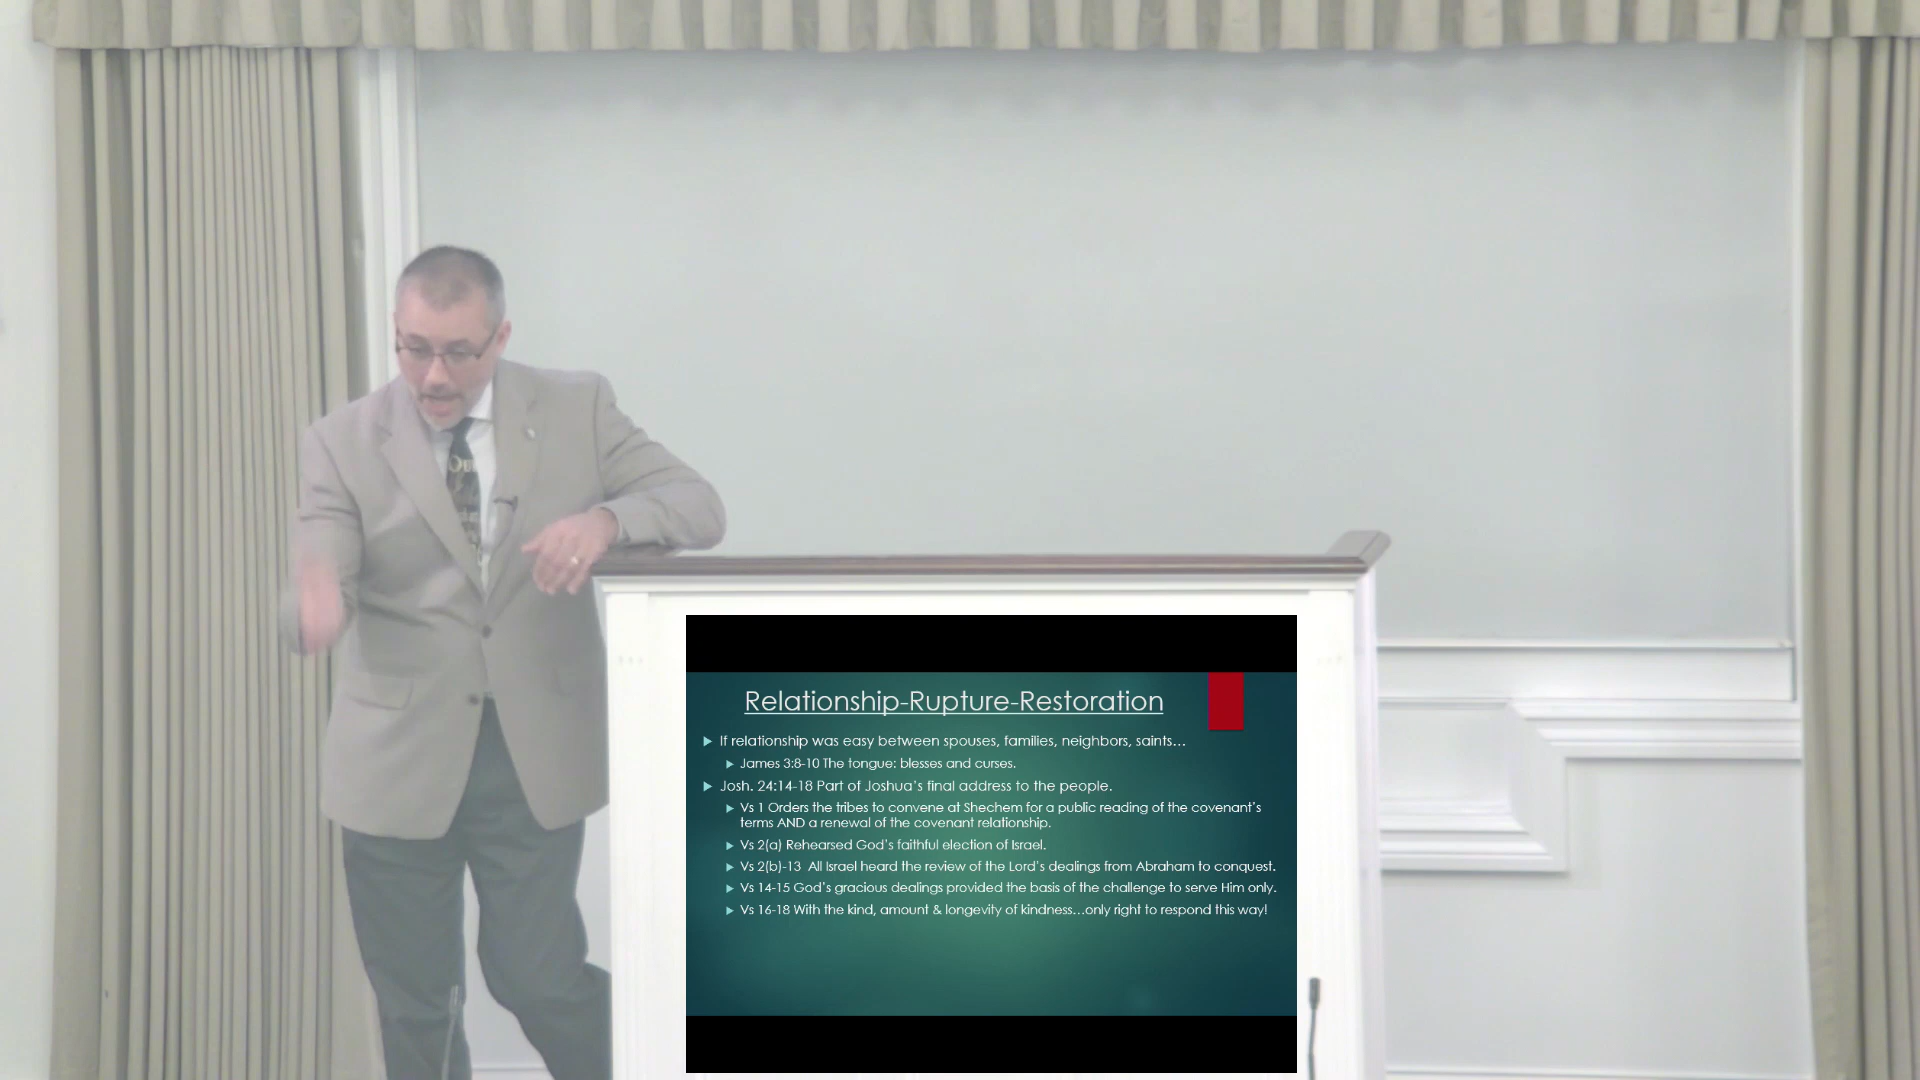 Relationship-Rupture-Restoration
If relationship was easy between spouses, families, neighbors, saints…
James 3:8-10 The tongue: blesses and curses.
Josh. 24:14-18 Part of Joshua's final address to the people.
Vs 1 Orders the tribes to convene at Shechem for a public reading of the covenant's
terms AND a renewal of the covenant relationship.
Vs 2(a) Rehearsed God's faithful election of Israel.
Vs 2(b)-13  All Israel heard the review of the Lord's dealings from Abraham to conquest.
Vs 14-15 God's gracious dealings provided the basis of the challenge to serve Him only.
Vs 16-18 With the kind, amount & longevity of kindness…only right to respond this way!